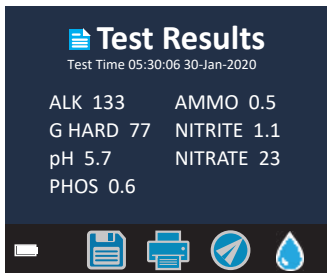 Test Results
Test Time 05:30:06 30-Jan-2020
ALK 133 AMMO 0.5
G HARD 77 NITRITE 1.1
pH 5.7 NITRATE 23
PHOS 0.6